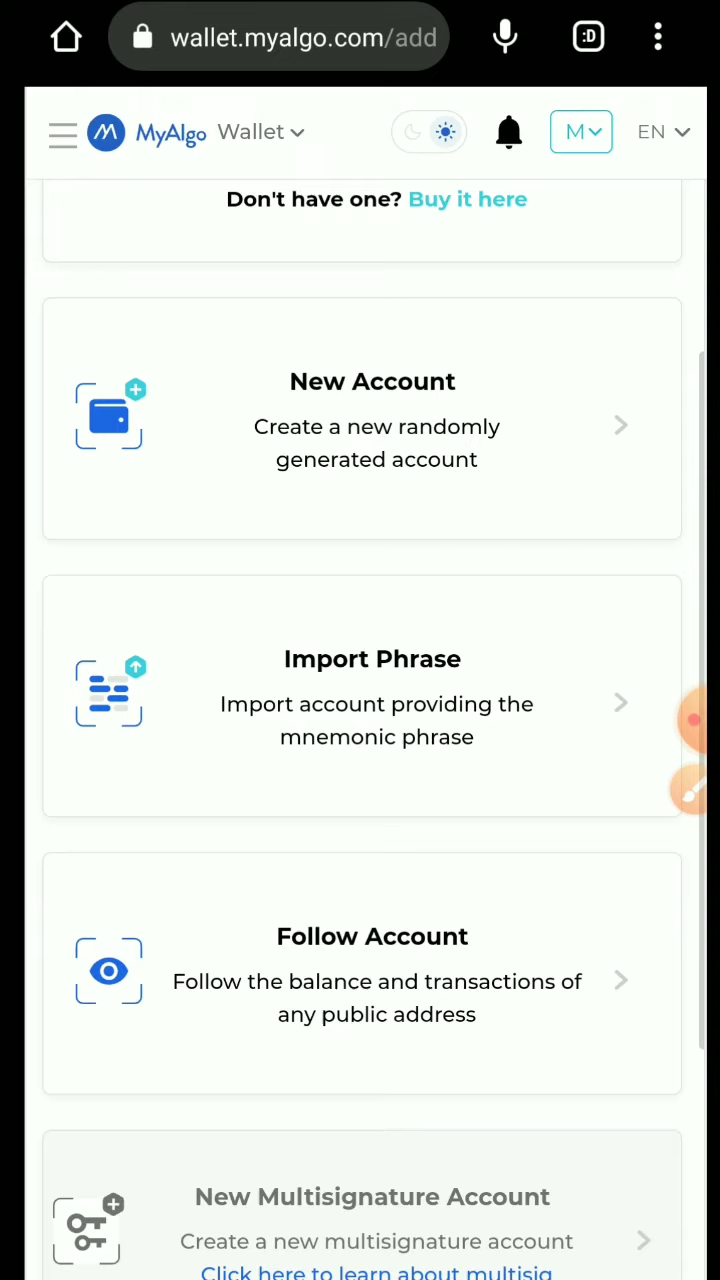 wallet.myalgo.com/add
:D
MyAlgo Wallet
M
EN
Don't have one? Buy it here
New Account
Create a new randomly
generated account
Import Phrase
Import account providing the
mnemonic phrase
Follow Account
Follow the balance and transactions of
any public address
New Multisignature Account
Create a new multisignature account
Click here to learn about multisig